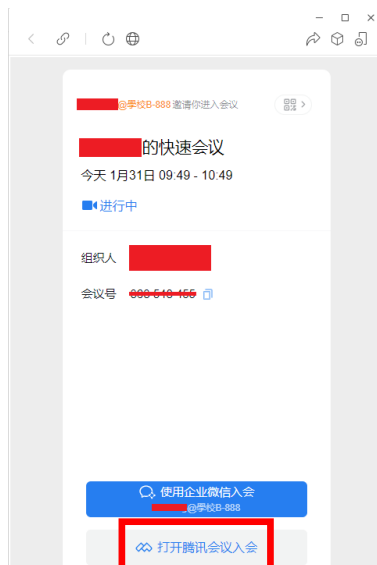 @學校B-888 邀请你进入会议
的快速会议
今天 1月31日 09:49 - 10:49
进行中
组织人
会议号
使用企业微信入会
@學校B-888
打开腾讯会议入会